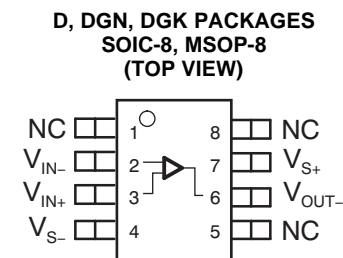 D, DGN, DGK PACKAGES
SOIC-8, MSOP-8
(TOP VIEW)
NC 1 8 NC
VIN– 2 7 VS+
VIN+ 3 6 VOUT–
VS– 4 5 NC